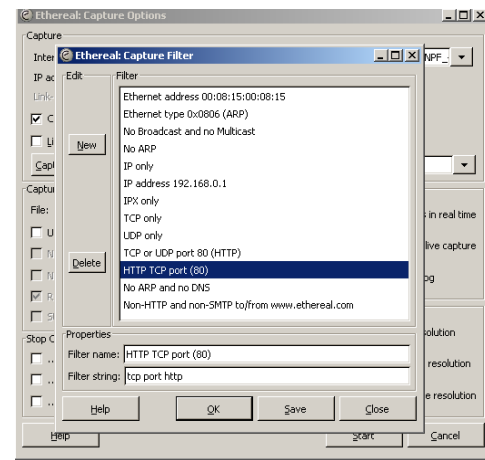 Ethereal: Capture Options
Capture
Inter
NPF_
Ethereal: Capture Filter
IP ad
Link-
Edit
Filter
Ethernet address 00:08:15:00:08:15
Ethernet type 0x0806 (ARP)
No Broadcast and no Multicast
No ARP
IP only
IP address 192.168.0.1
IPX only
TCP only
UDP only
TCP or UDP port 80 (HTTP)
HTTP TCP port (80)
No ARP and no DNS
Non-HTTP and non-SMTP to/from www.ethereal.com
New
Delete
C
Li
Capt
Captur
File:
in real time
U
live capture
N
N
og
R
St
Stop C
olution
resolution
e resolution
Properties
Filter name: HTTP TCP port (80)
Filter string: tcp port http
Help
OK
Save
Close
Help
Start
Cancel